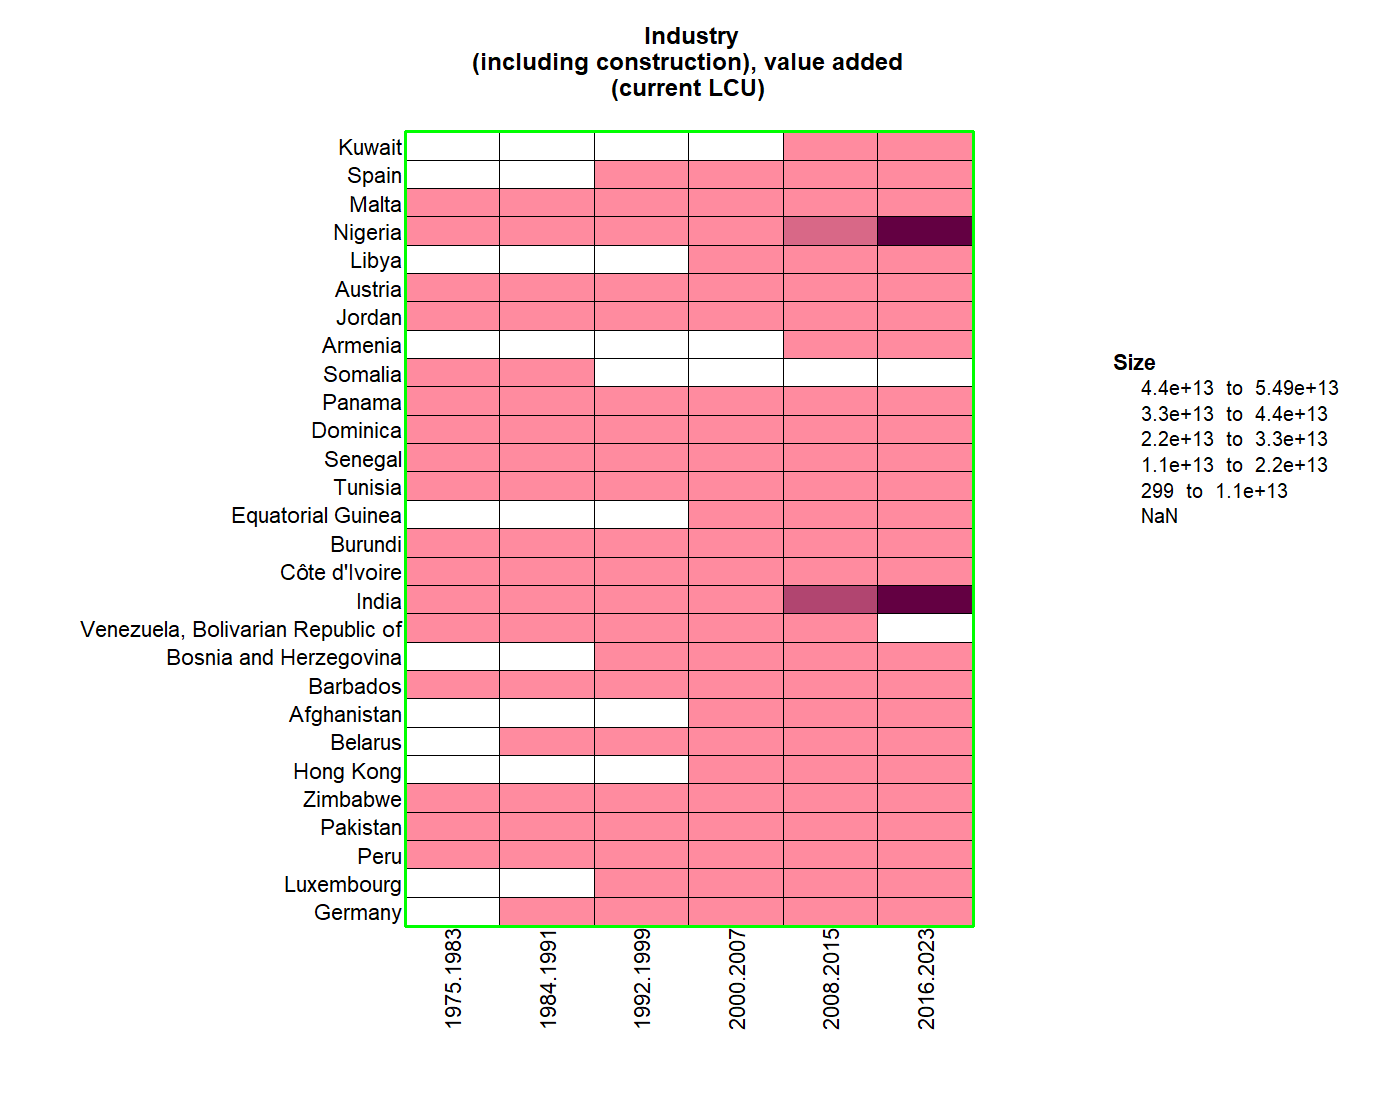 Industry
(including construction), value added
(current LCU)
Kuwait
Spain
Malta
Nigeria
Libya
Austria
Jordan
Armenia
Somalia
Panama
Dominica
Senegal
Tunisia
Equatorial Guinea
Burundi
Côte d'Ivoire
India
Venezuela, Bolivarian Republic of
Bosnia and Herzegovina
Barbados
Afghanistan
Belarus
Hong Kong
Zimbabwe
Pakistan
Peru
Luxembourg
Germany
1975.1983
1984.1991
1992.1999
2000.2007
2008.2015
2016.2023
Size
4.4e+13 to 5.49e+13
3.3e+13 to 4.4e+13
2.2e+13 to 3.3e+13
1.1e+13 to 2.2e+13
299 to 1.1e+13
NaN